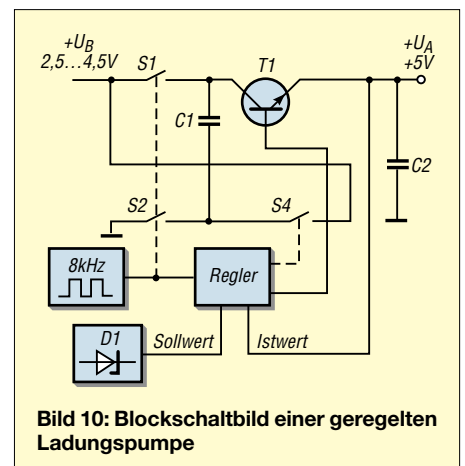 +UB
2,5...4,5V
S1
T1
+UA
+5V
C1
C2
S2
S4
8kHz
Regler
D1
Sollwert
Istwert
Bild 10: Blockschaltbild einer geregelten
Ladungspumpe